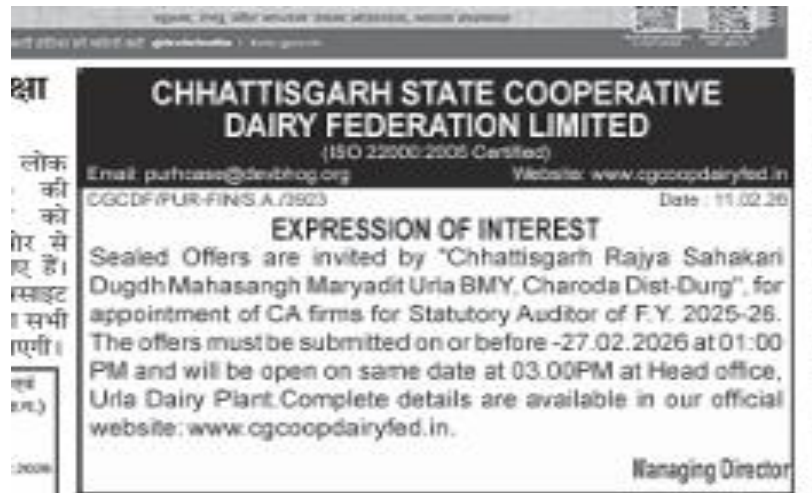 क्षा
लोक
की
को
ओर से
ए हैं।
सभी
एगी।
CHHATTISGARH STATE COOPERATIVE
DAIRY FEDERATION LIMITED
(ISO 22000:2005 Certified)
Email: purhcase@devbhog.org Website: www.cgcoopdairyfed.in
CGCDF/PUR-FIN/S.A./3923 Date : 11.02.26
EXPRESSION OF INTEREST
Sealed Offers are invited by "Chhattisgarh Rajya Sahakari
Dugdh Mahasangh Maryadit Urla BMY, Charoda Dist-Durg", for
appointment of CA firms for Statutory Auditor of F.Y. 2025-26.
The offers must be submitted on or before -27.02.2026 at 01:00
PM and will be open on same date at 03.00PM at Head office,
Urla Dairy Plant.Complete details are available in our official
website: www.cgcoopdairyfed.in.
Managing Director